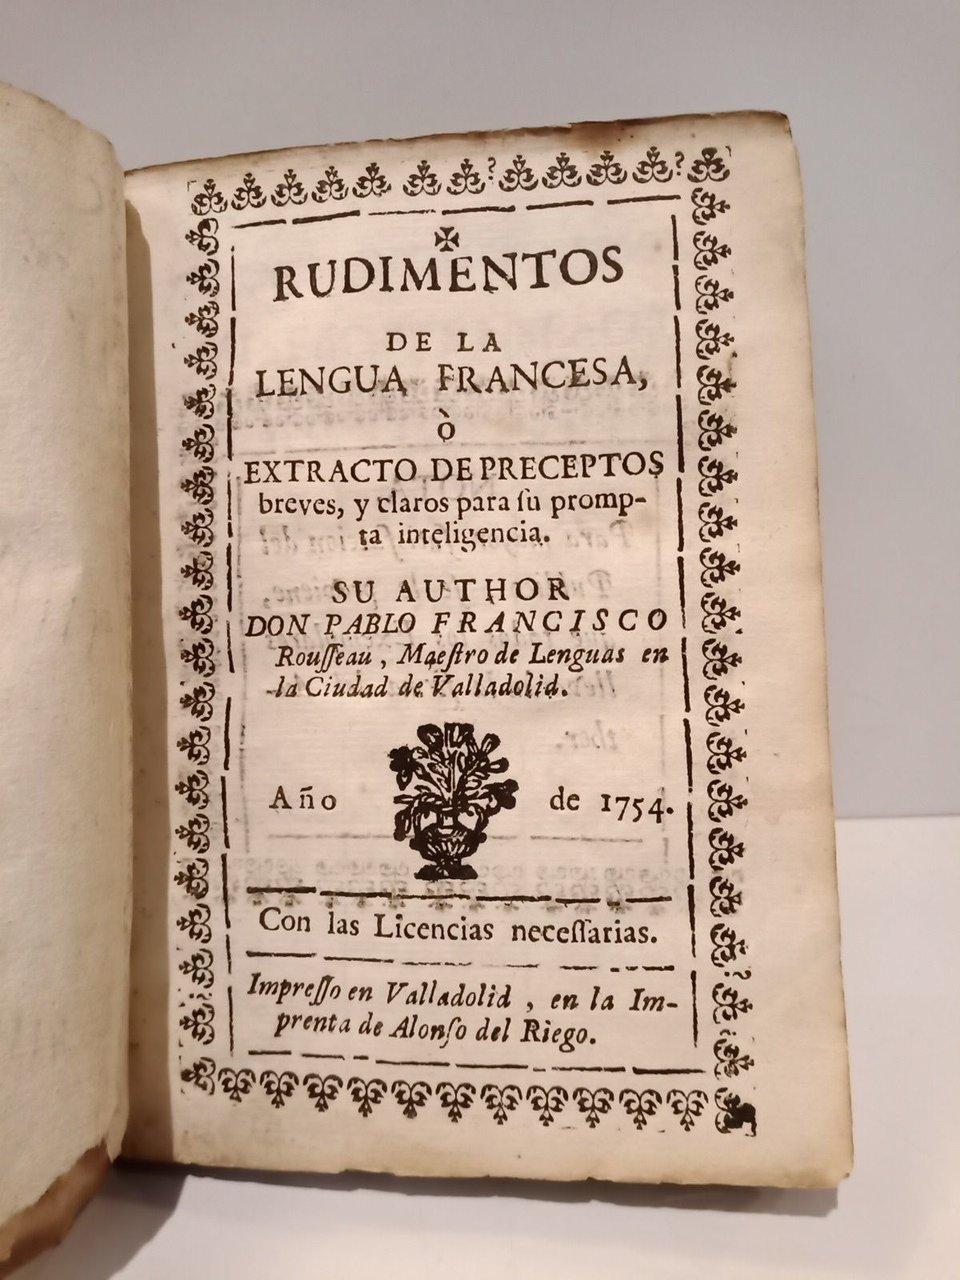 ✠
RUDIMENTOS
DE LA
LENGUA FRANCESA,
ò
EXTRACTO DE PRECEPTOS
breves, y claros para ſu promp-
ta inteligencia.
SU AUTHOR
DON PABLO FRANCISCO
Rouſſeau, Maeſtro de Lenguas en
la Ciudad de Valladolid.
Año de 1754.
Con las Licencias neceſſarias.
Impreſſo en Valladolid, en la Im-
prenta de Alonſo del Riego.